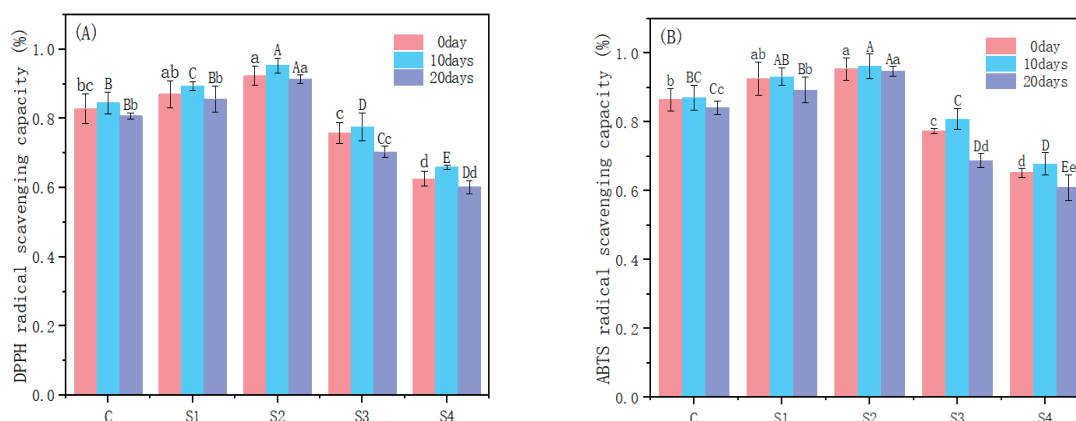 (A)
0day
10days
20days
DPPH radical scavenging capacity (%)
1.0
0.8
0.6
0.4
0.2
0.0
bc B Bb
ab C Bb
a A Aa
c D Cc
d E Dd
C S1 S2 S3 S4
(B)
0day
10days
20days
ABTS radical scavenging capacity (%)
1.0
0.8
0.6
0.4
0.2
0.0
b BC Cc
ab AB Bb
a A Aa
c C Dd
d D Ee
C S1 S2 S3 S4